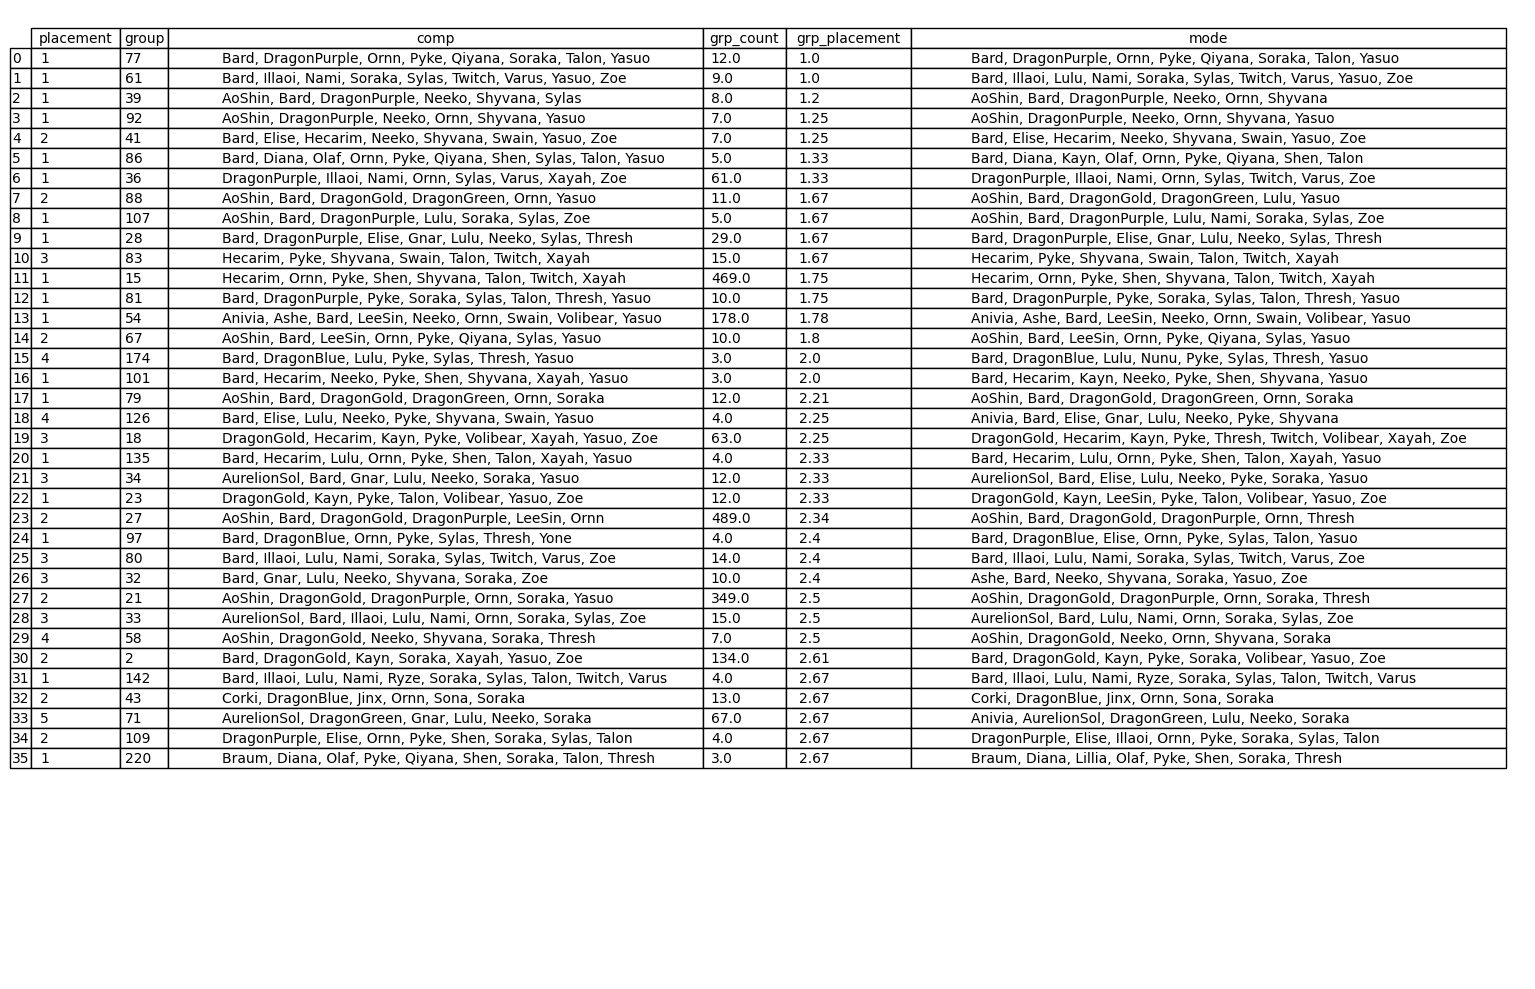 placement group comp grp_count grp_placement mode
0 1 77 Bard, DragonPurple, Ornn, Pyke, Qiyana, Soraka, Talon, Yasuo 12.0 1.0 Bard, DragonPurple, Ornn, Pyke, Qiyana, Soraka, Talon, Yasuo
1 1 61 Bard, Illaoi, Nami, Soraka, Sylas, Twitch, Varus, Yasuo, Zoe 9.0 1.0 Bard, Illaoi, Lulu, Nami, Soraka, Sylas, Twitch, Varus, Yasuo, Zoe
2 1 39 AoShin, Bard, DragonPurple, Neeko, Shyvana, Sylas 8.0 1.2 AoShin, Bard, DragonPurple, Neeko, Ornn, Shyvana
3 1 92 AoShin, DragonPurple, Neeko, Ornn, Shyvana, Yasuo 7.0 1.25 AoShin, DragonPurple, Neeko, Ornn, Shyvana, Yasuo
4 2 41 Bard, Elise, Hecarim, Neeko, Shyvana, Swain, Yasuo, Zoe 7.0 1.25 Bard, Elise, Hecarim, Neeko, Shyvana, Swain, Yasuo, Zoe
5 1 86 Bard, Diana, Olaf, Ornn, Pyke, Qiyana, Shen, Sylas, Talon, Yasuo 5.0 1.33 Bard, Diana, Kayn, Olaf, Ornn, Pyke, Qiyana, Shen, Talon
6 1 36 DragonPurple, Illaoi, Nami, Ornn, Sylas, Varus, Xayah, Zoe 61.0 1.33 DragonPurple, Illaoi, Nami, Ornn, Sylas, Twitch, Varus, Zoe
7 2 88 AoShin, Bard, DragonGold, DragonGreen, Ornn, Yasuo 11.0 1.67 AoShin, Bard, DragonGold, DragonGreen, Lulu, Yasuo
8 1 107 AoShin, Bard, DragonPurple, Lulu, Soraka, Sylas, Zoe 5.0 1.67 AoShin, Bard, DragonPurple, Lulu, Nami, Soraka, Sylas, Zoe
9 1 28 Bard, DragonPurple, Elise, Gnar, Lulu, Neeko, Sylas, Thresh 29.0 1.67 Bard, DragonPurple, Elise, Gnar, Lulu, Neeko, Sylas, Thresh
10 3 83 Hecarim, Pyke, Shyvana, Swain, Talon, Twitch, Xayah 15.0 1.67 Hecarim, Pyke, Shyvana, Swain, Talon, Twitch, Xayah
11 1 15 Hecarim, Ornn, Pyke, Shen, Shyvana, Talon, Twitch, Xayah 469.0 1.75 Hecarim, Ornn, Pyke, Shen, Shyvana, Talon, Twitch, Xayah
12 1 81 Bard, DragonPurple, Pyke, Soraka, Sylas, Talon, Thresh, Yasuo 10.0 1.75 Bard, DragonPurple, Pyke, Soraka, Sylas, Talon, Thresh, Yasuo
13 1 54 Anivia, Ashe, Bard, LeeSin, Neeko, Ornn, Swain, Volibear, Yasuo 178.0 1.78 Anivia, Ashe, Bard, LeeSin, Neeko, Ornn, Swain, Volibear, Yasuo
14 2 67 AoShin, Bard, LeeSin, Ornn, Pyke, Qiyana, Sylas, Yasuo 10.0 1.8 AoShin, Bard, LeeSin, Ornn, Pyke, Qiyana, Sylas, Yasuo
15 4 174 Bard, DragonBlue, Lulu, Pyke, Sylas, Thresh, Yasuo 3.0 2.0 Bard, DragonBlue, Lulu, Nunu, Pyke, Sylas, Thresh, Yasuo
16 1 101 Bard, Hecarim, Neeko, Pyke, Shen, Shyvana, Xayah, Yasuo 3.0 2.0 Bard, Hecarim, Kayn, Neeko, Pyke, Shen, Shyvana, Yasuo
17 1 79 AoShin, Bard, DragonGold, DragonGreen, Ornn, Soraka 12.0 2.21 AoShin, Bard, DragonGold, DragonGreen, Ornn, Soraka
18 4 126 Bard, Elise, Lulu, Neeko, Pyke, Shyvana, Swain, Yasuo 4.0 2.25 Anivia, Bard, Elise, Gnar, Lulu, Neeko, Pyke, Shyvana
19 3 18 DragonGold, Hecarim, Kayn, Pyke, Volibear, Xayah, Yasuo, Zoe 63.0 2.25 DragonGold, Hecarim, Kayn, Pyke, Thresh, Twitch, Volibear, Xayah, Zoe
20 1 135 Bard, Hecarim, Lulu, Ornn, Pyke, Shen, Talon, Xayah, Yasuo 4.0 2.33 Bard, Hecarim, Lulu, Ornn, Pyke, Shen, Talon, Xayah, Yasuo
21 3 34 AurelionSol, Bard, Gnar, Lulu, Neeko, Soraka, Yasuo 12.0 2.33 AurelionSol, Bard, Elise, Lulu, Neeko, Pyke, Soraka, Yasuo
22 1 23 DragonGold, Kayn, Pyke, Talon, Volibear, Yasuo, Zoe 12.0 2.33 DragonGold, Kayn, LeeSin, Pyke, Talon, Volibear, Yasuo, Zoe
23 2 27 AoShin, Bard, DragonGold, DragonPurple, LeeSin, Ornn 489.0 2.34 AoShin, Bard, DragonGold, DragonPurple, Ornn, Thresh
24 1 97 Bard, DragonBlue, Ornn, Pyke, Sylas, Thresh, Yone 4.0 2.4 Bard, DragonBlue, Elise, Ornn, Pyke, Sylas, Talon, Yasuo
25 3 80 Bard, Illaoi, Lulu, Nami, Soraka, Sylas, Twitch, Varus, Zoe 14.0 2.4 Bard, Illaoi, Lulu, Nami, Soraka, Sylas, Twitch, Varus, Zoe
26 3 32 Bard, Gnar, Lulu, Neeko, Shyvana, Soraka, Zoe 10.0 2.4 Ashe, Bard, Neeko, Shyvana, Soraka, Yasuo, Zoe
27 2 21 AoShin, DragonGold, DragonPurple, Ornn, Soraka, Yasuo 349.0 2.5 AoShin, DragonGold, DragonPurple, Ornn, Soraka, Thresh
28 3 33 AurelionSol, Bard, Illaoi, Lulu, Nami, Ornn, Soraka, Sylas, Zoe 15.0 2.5 AurelionSol, Bard, Lulu, Nami, Ornn, Soraka, Sylas, Zoe
29 4 58 AoShin, DragonGold, Neeko, Shyvana, Soraka, Thresh 7.0 2.5 AoShin, DragonGold, Neeko, Ornn, Shyvana, Soraka
30 2 2 Bard, DragonGold, Kayn, Soraka, Xayah, Yasuo, Zoe 134.0 2.61 Bard, DragonGold, Kayn, Pyke, Soraka, Volibear, Yasuo, Zoe
31 1 142 Bard, Illaoi, Lulu, Nami, Ryze, Soraka, Sylas, Talon, Twitch, Varus 4.0 2.67 Bard, Illaoi, Lulu, Nami, Ryze, Soraka, Sylas, Talon, Twitch, Varus
32 2 43 Corki, DragonBlue, Jinx, Ornn, Sona, Soraka 13.0 2.67 Corki, DragonBlue, Jinx, Ornn, Sona, Soraka
33 5 71 AurelionSol, DragonGreen, Gnar, Lulu, Neeko, Soraka 67.0 2.67 Anivia, AurelionSol, DragonGreen, Lulu, Neeko, Soraka
34 2 109 DragonPurple, Elise, Ornn, Pyke, Shen, Soraka, Sylas, Talon 4.0 2.67 DragonPurple, Elise, Illaoi, Ornn, Pyke, Soraka, Sylas, Talon
35 1 220 Braum, Diana, Olaf, Pyke, Qiyana, Shen, Soraka, Talon, Thresh 3.0 2.67 Braum, Diana, Lillia, Olaf, Pyke, Shen, Soraka, Thresh